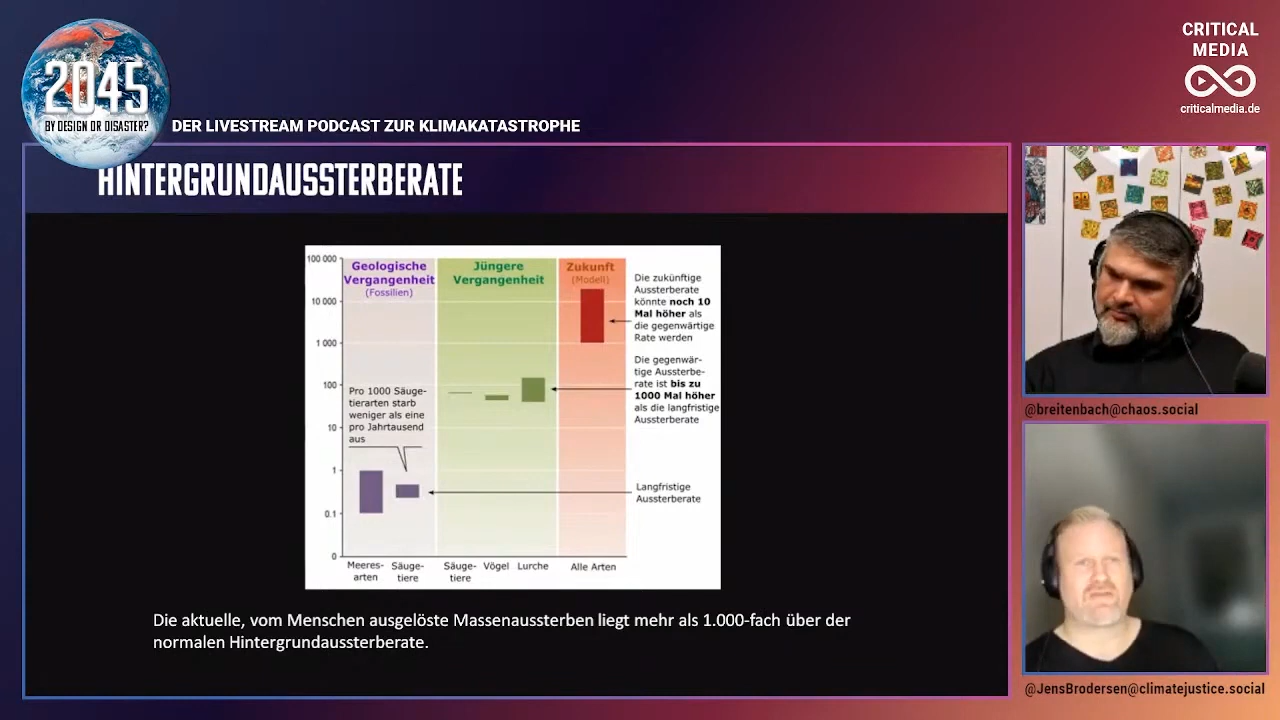 2045
BY DESIGN OR DISASTER?
DER LIVESTREAM PODCAST ZUR KLIMAKATASTROPHE
CRITICAL
MEDIA
criticalmedia.de
HINTERGRUNDAUSSTERBERATE
100 000
10 000
1 000
100
10
1
0.1
0
Geologische
Vergangenheit
(Fossilien)
Jüngere
Vergangenheit
Zukunft
(Modell)
Pro 1000 Säuge-
tierarten starb
weniger als eine
pro Jahrtausend
aus
Die zukünftige
Aussterberate
könnte noch 10
Mal höher als
die gegenwärtige
Rate werden
Die gegenwär-
tige Aussterbe-
rate ist bis zu
1000 Mal höher
als die langfristige
Aussterberate
Langfristige
Aussterberate
Meeres-
arten
Säuge-
tiere
Säuge-
tiere
Vögel
Lurche
Alle Arten
Die aktuelle, vom Menschen ausgelöste Massenaussterben liegt mehr als 1.000-fach über der
normalen Hintergrundaussterberate.
@breitenbach@chaos.social
@JensBrodersen@climatejustice.social